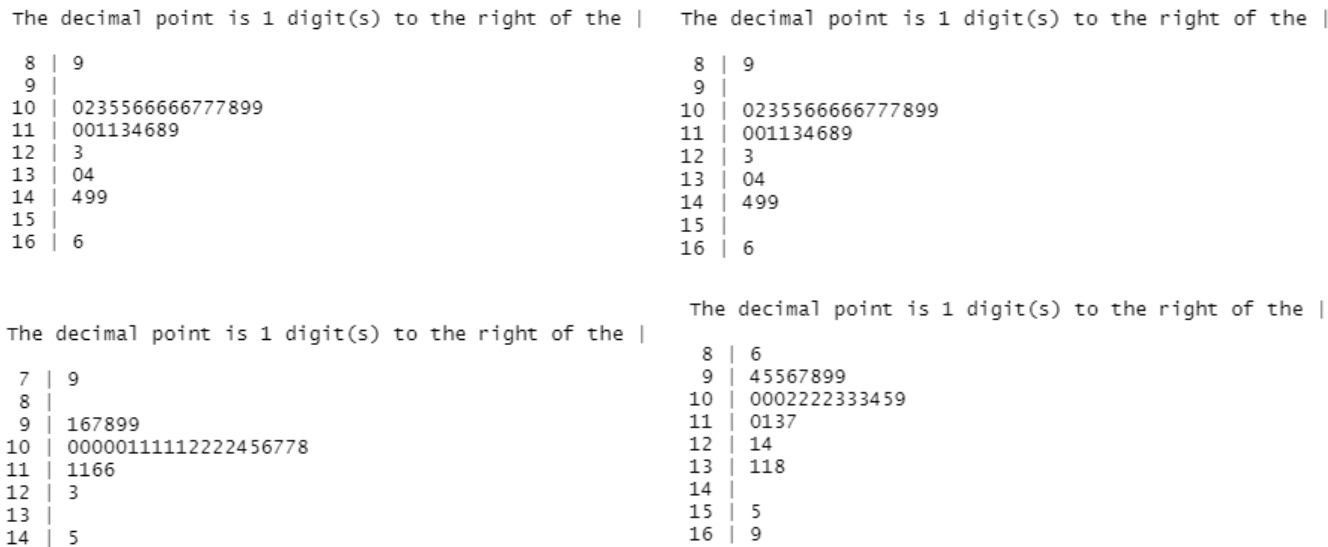 The decimal point is 1 digit(s) to the right of the |
8 | 9
9 |
10 | 0235566666777899
11 | 001134689
12 | 3
13 | 04
14 | 499
15 |
16 | 6
The decimal point is 1 digit(s) to the right of the |
8 | 9
9 |
10 | 0235566666777899
11 | 001134689
12 | 3
13 | 04
14 | 499
15 |
16 | 6
The decimal point is 1 digit(s) to the right of the |
7 | 9
8 |
9 | 167899
10 | 00000111112222456778
11 | 1166
12 | 3
13 |
14 | 5
The decimal point is 1 digit(s) to the right of the |
8 | 6
9 | 45567899
10 | 0002222333459
11 | 0137
12 | 14
13 | 118
14 |
15 | 5
16 | 9